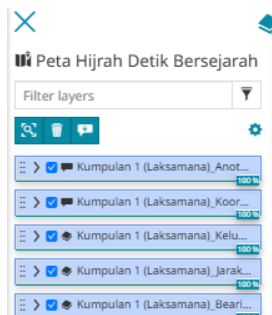 Peta Hijrah Detik Bersejarah
Filter layers
Kumpulan 1 (Laksamana)_Anot...
100 %
Kumpulan 1 (Laksamana)_Koor...
100 %
Kumpulan 1 (Laksamana)_Kelu...
100 %
Kumpulan 1 (Laksamana)_Jarak...
100 %
Kumpulan 1 (Laksamana)_Beari...
100 %